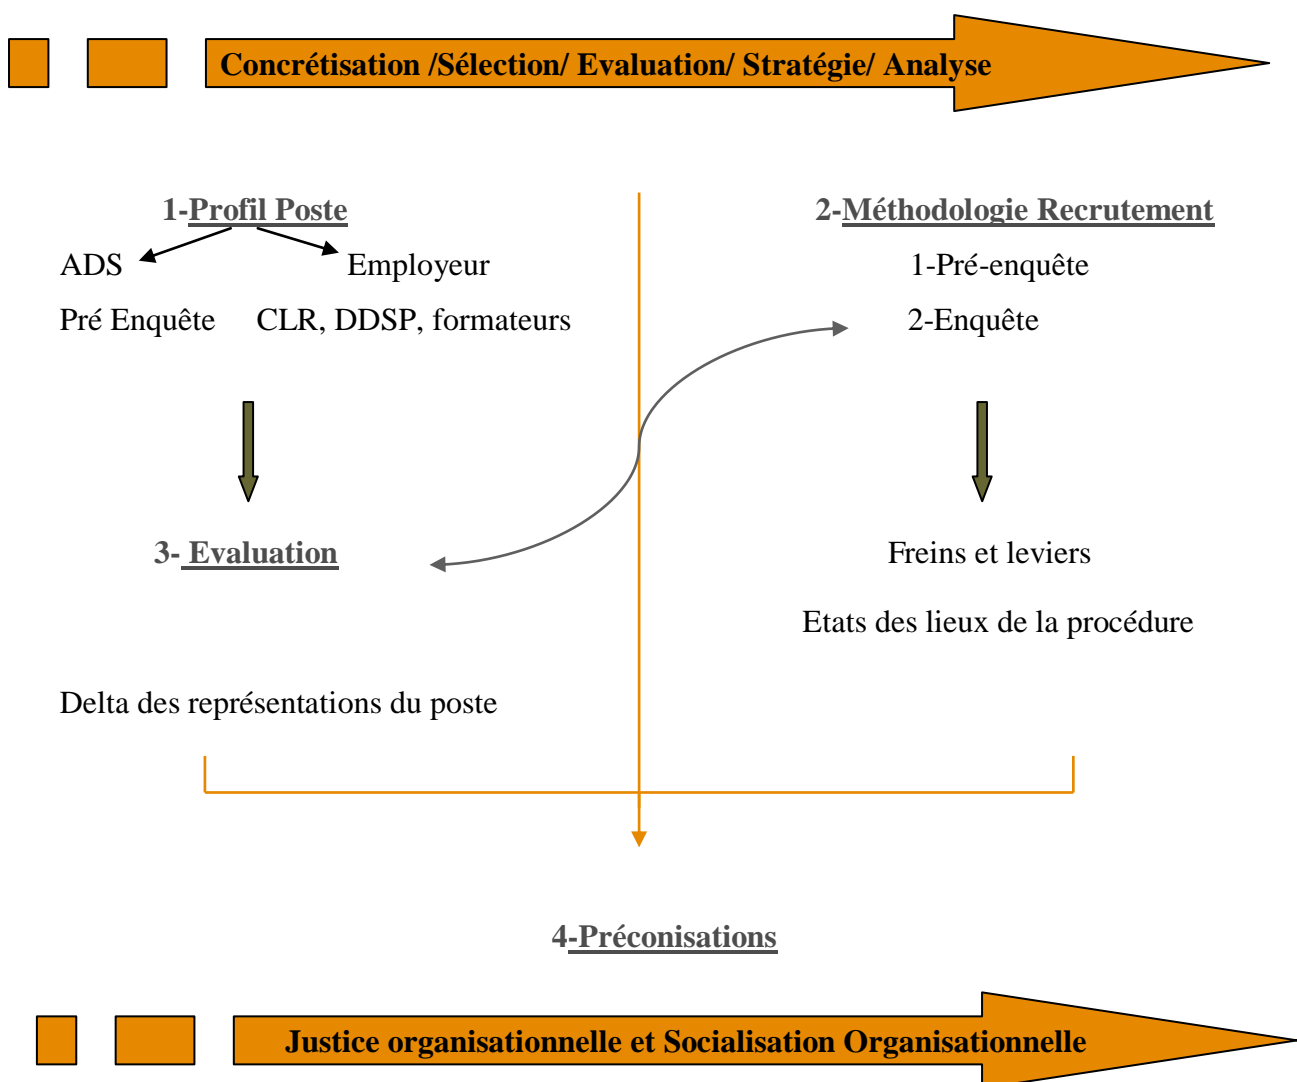 Concrétisation /Sélection/ Evaluation/ Stratégie/ Analyse
1-Profil Poste
ADS Employeur
Pré Enquête CLR, DDSP, formateurs
2-Méthodologie Recrutement
1-Pré-enquête
2-Enquête
3- Evaluation
Freins et leviers
Etats des lieux de la procédure
Delta des représentations du poste
4-Préconisations
Justice organisationnelle et Socialisation Organisationnelle